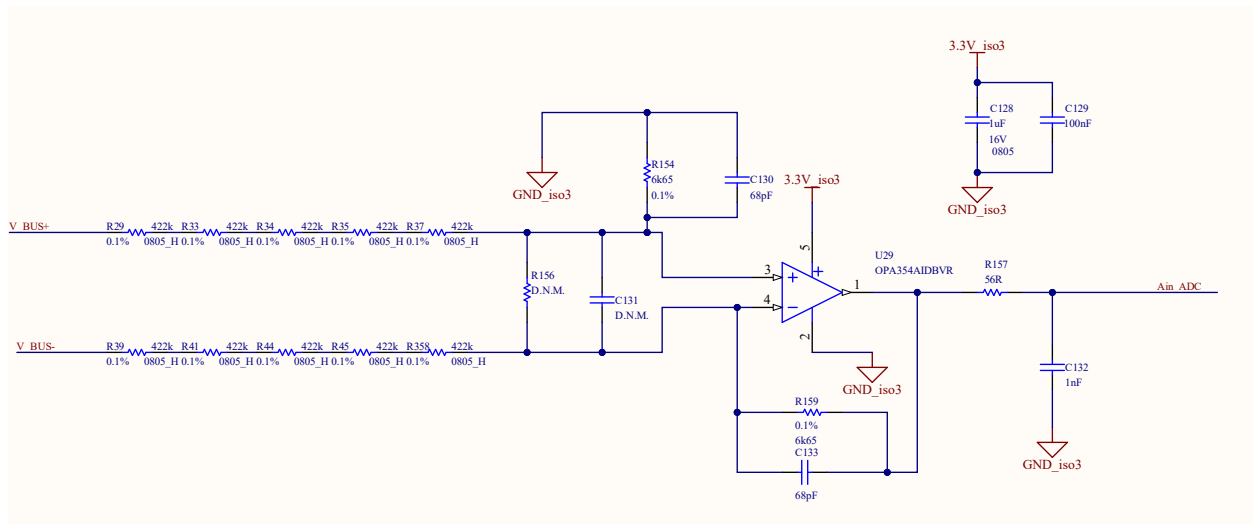 3.3V_iso3
C128
1uF
16V
0805
C129
100nF
GND_iso3
GND_iso3
R154
6k65
0.1%
C130
68pF
3.3V_iso3
V_BUS+
R29 422k R33 422k R34 422k R35 422k R37 422k
0.1% 0805_H 0.1% 0805_H 0.1% 0805_H 0.1% 0805_H 0.1% 0805_H
R156
D.N.M.
C131
D.N.M.
3
4
5
2
1
U29
OPA354AIDBVR
R157
56R
Ain_ADC
V_BUS-
R39 422k R41 422k R44 422k R45 422k R358 422k
0.1% 0805_H 0.1% 0805_H 0.1% 0805_H 0.1% 0805_H 0.1% 0805_H
GND_iso3
C132
1nF
GND_iso3
R159
0.1%
6k65
C133
68pF